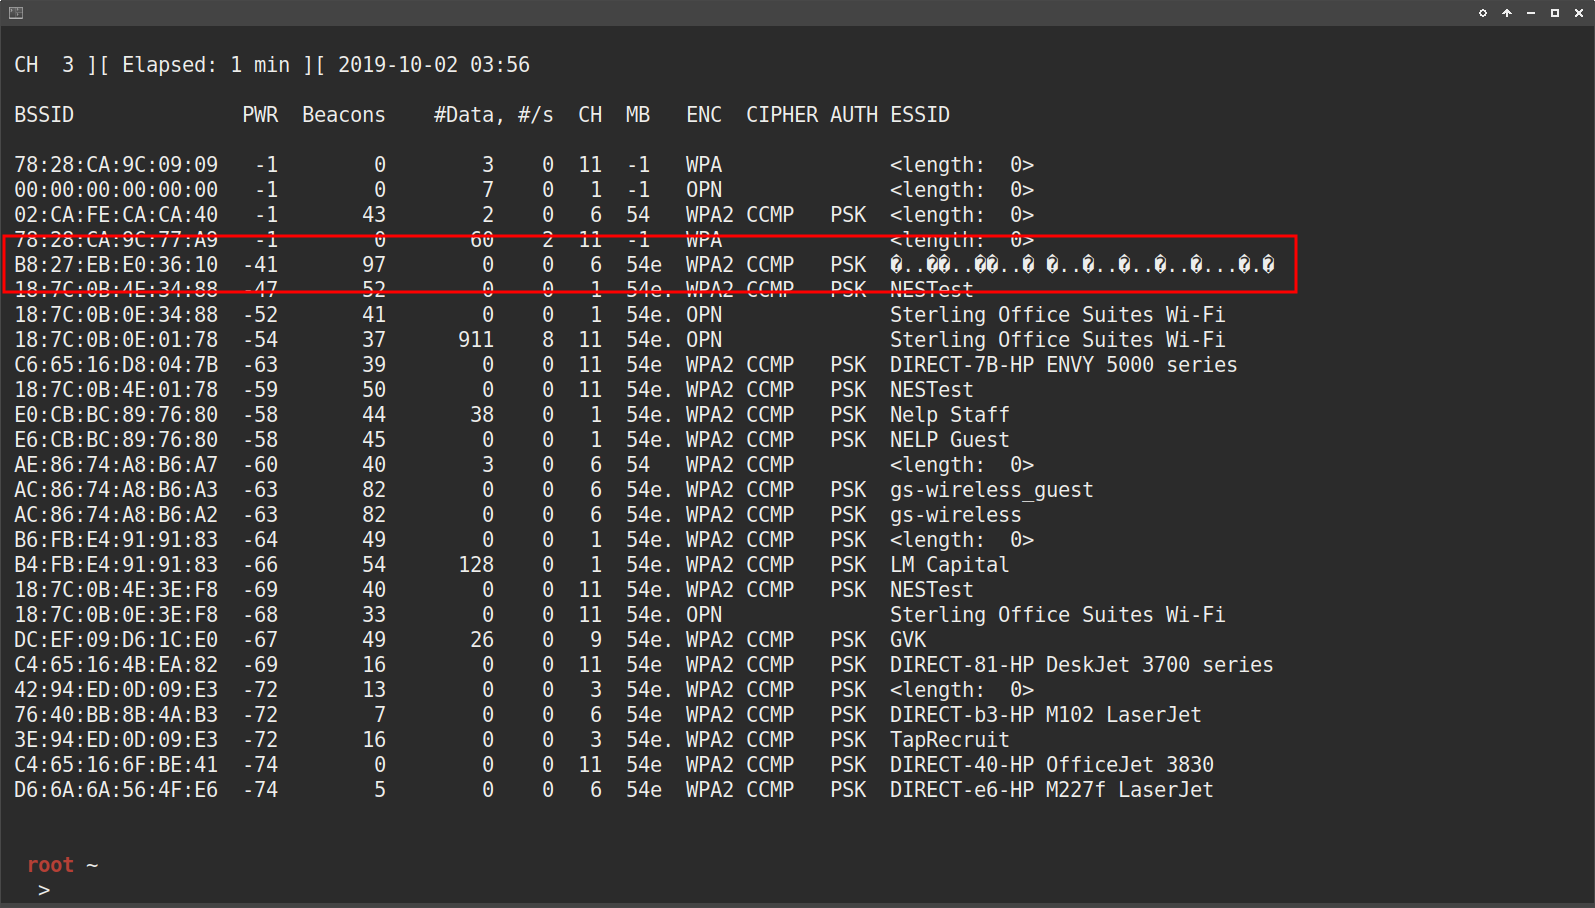 CH  3 ][ Elapsed: 1 min ][ 2019-10-02 03:56
BSSID              PWR  Beacons    #Data, #/s  CH  MB   ENC  CIPHER AUTH ESSID
78:28:CA:9C:09:09   -1        0        3    0  11  -1   WPA              <length:  0>
00:00:00:00:00:00   -1        0        7    0   1  -1   OPN              <length:  0>
02:CA:FE:CA:CA:40   -1       43        2    0   6  54   WPA2 CCMP   PSK  <length:  0>
78:28:CA:9C:77:A9   -1        0       60    2  11  -1   WPA              <length:  0>
B8:27:EB:E0:36:10  -41       97        0    0   6  54e  WPA2 CCMP   PSK  �..��..��..� �..�..�..�..�...�.�
18:7C:0B:4E:34:88  -47       52        0    0   1  54e. WPA2 CCMP   PSK  NESTest
18:7C:0B:0E:34:88  -52       41        0    0   1  54e. OPN              Sterling Office Suites Wi-Fi
18:7C:0B:0E:01:78  -54       37      911    8  11  54e. OPN              Sterling Office Suites Wi-Fi
C6:65:16:D8:04:7B  -63       39        0    0  11  54e  WPA2 CCMP   PSK  DIRECT-7B-HP ENVY 5000 series
18:7C:0B:4E:01:78  -59       50        0    0  11  54e. WPA2 CCMP   PSK  NESTest
E0:CB:BC:89:76:80  -58       44       38    0   1  54e. WPA2 CCMP   PSK  Nelp Staff
E6:CB:BC:89:76:80  -58       45        0    0   1  54e. WPA2 CCMP   PSK  NELP Guest
AE:86:74:A8:B6:A7  -60       40        3    0   6  54   WPA2 CCMP        <length:  0>
AC:86:74:A8:B6:A3  -63       82        0    0   6  54e. WPA2 CCMP   PSK  gs-wireless_guest
AC:86:74:A8:B6:A2  -63       82        0    0   6  54e. WPA2 CCMP   PSK  gs-wireless
B6:FB:E4:91:91:83  -64       49        0    0   1  54e. WPA2 CCMP   PSK  <length:  0>
B4:FB:E4:91:91:83  -66       54      128    0   1  54e. WPA2 CCMP   PSK  LM Capital
18:7C:0B:4E:3E:F8  -69       40        0    0  11  54e. WPA2 CCMP   PSK  NESTest
18:7C:0B:0E:3E:F8  -68       33        0    0  11  54e. OPN              Sterling Office Suites Wi-Fi
DC:EF:09:D6:1C:E0  -67       49       26    0   9  54e. WPA2 CCMP   PSK  GVK
C4:65:16:4B:EA:82  -69       16        0    0  11  54e  WPA2 CCMP   PSK  DIRECT-81-HP DeskJet 3700 series
42:94:ED:0D:09:E3  -72       13        0    0   3  54e. WPA2 CCMP   PSK  <length:  0>
76:40:BB:8B:4A:B3  -72        7        0    0   6  54e  WPA2 CCMP   PSK  DIRECT-b3-HP M102 LaserJet
3E:94:ED:0D:09:E3  -72       16        0    0   3  54e. WPA2 CCMP   PSK  TapRecruit
C4:65:16:6F:BE:41  -74        0        0    0  11  54e  WPA2 CCMP   PSK  DIRECT-40-HP OfficeJet 3830
D6:6A:6A:56:4F:E6  -74        5        0    0   6  54e  WPA2 CCMP   PSK  DIRECT-e6-HP M227f LaserJet
root ~
>